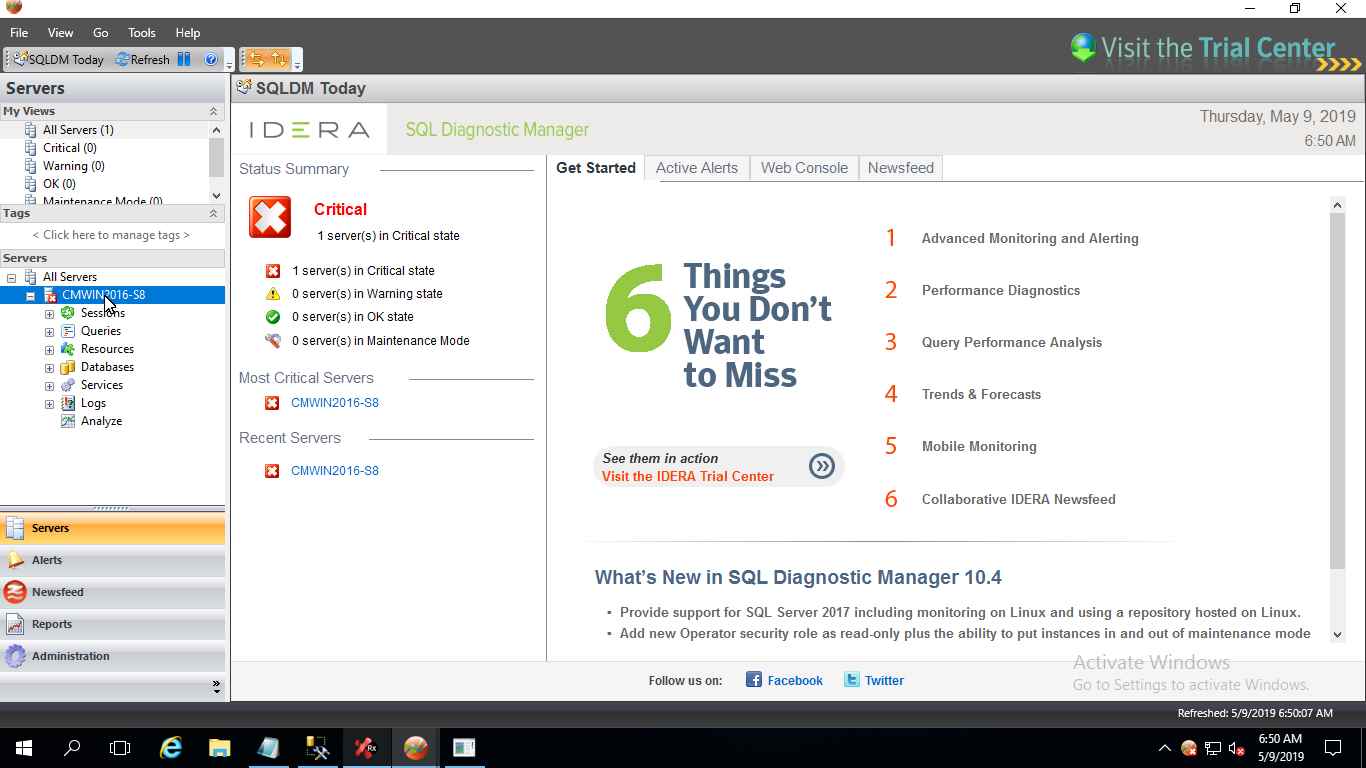 File View Go Tools Help
SQLDM Today Refresh
Visit the Trial Center
Servers
My Views
All Servers (1)
Critical (0)
Warning (0)
OK (0)
Maintenance Mode (0)
Tags
< Click here to manage tags >
Servers
All Servers
CMWIN2016-S8
Sessions
Queries
Resources
Databases
Services
Logs
Analyze
Servers
Alerts
Newsfeed
Reports
Administration
SQLDM Today
IDERA SQL Diagnostic Manager
Thursday, May 9, 2019
6:50 AM
Status Summary
Critical
1 server(s) in Critical state
1 server(s) in Critical state
0 server(s) in Warning state
0 server(s) in OK state
0 server(s) in Maintenance Mode
Most Critical Servers
CMWIN2016-S8
Recent Servers
CMWIN2016-S8
Get Started Active Alerts Web Console Newsfeed
6 Things
You Don't
Want
to Miss
See them in action
Visit the IDERA Trial Center
1 Advanced Monitoring and Alerting
2 Performance Diagnostics
3 Query Performance Analysis
4 Trends & Forecasts
5 Mobile Monitoring
6 Collaborative IDERA Newsfeed
What's New in SQL Diagnostic Manager 10.4
▪ Provide support for SQL Server 2017 including monitoring on Linux and using a repository hosted on Linux.
▪ Add new Operator security role as read-only plus the ability to put instances in and out of maintenance mode
Activate Windows
Go to Settings to activate Windows.
Follow us on: Facebook Twitter
Refreshed: 5/9/2019 6:50:07 AM
Rx
6:50 AM
5/9/2019